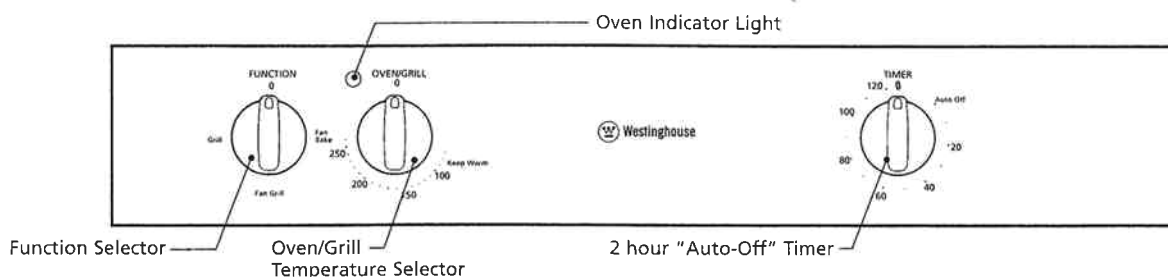 Oven Indicator Light
FUNCTION
0
Grill
Fan
Bake
Fan Grill
OVEN/GRILL
0
Keep Warm
100
150
200
250
Westinghouse
TIMER
0
120
Auto Off
20
40
60
80
100
Function Selector
Oven/Grill
Temperature Selector
2 hour "Auto-Off" Timer